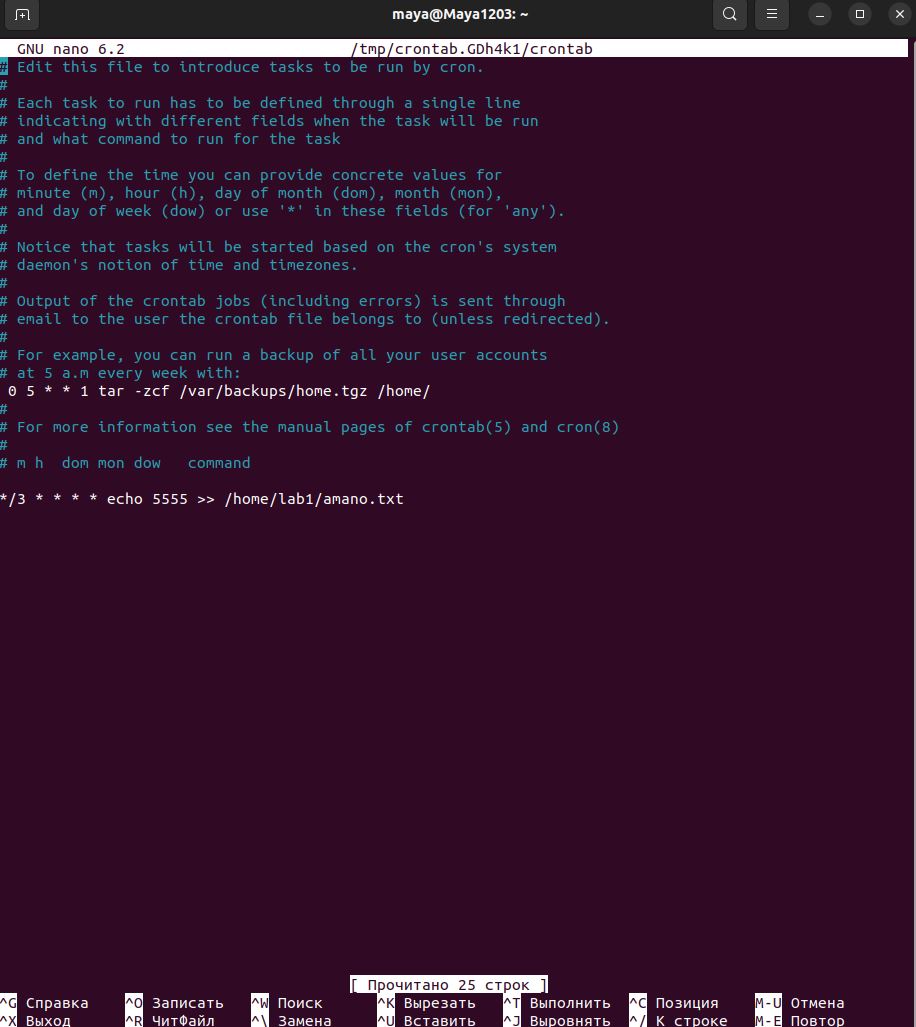 maya@Maya1203: ~
GNU nano 6.2 /tmp/crontab.GDh4k1/crontab
# Edit this file to introduce tasks to be run by cron.
#
# Each task to run has to be defined through a single line
# indicating with different fields when the task will be run
# and what command to run for the task
#
# To define the time you can provide concrete values for
# minute (m), hour (h), day of month (dom), month (mon),
# and day of week (dow) or use '*' in these fields (for 'any').
#
# Notice that tasks will be started based on the cron's system
# daemon's notion of time and timezones.
#
# Output of the crontab jobs (including errors) is sent through
# email to the user the crontab file belongs to (unless redirected).
#
# For example, you can run a backup of all your user accounts
# at 5 a.m every week with:
0 5 * * 1 tar -zcf /var/backups/home.tgz /home/
#
# For more information see the manual pages of crontab(5) and cron(8)
#
# m h  dom mon dow   command
*/3 * * * * echo 5555 >> /home/lab1/amano.txt
[ Прочитано 25 строк ]
^G Справка ^O Записать ^W Поиск ^K Вырезать ^T Выполнить ^C Позиция M-U Отмена
^X Выход ^R ЧитФайл ^\ Замена ^U Вставить ^J Выровнять ^/ К строке M-E Повтор